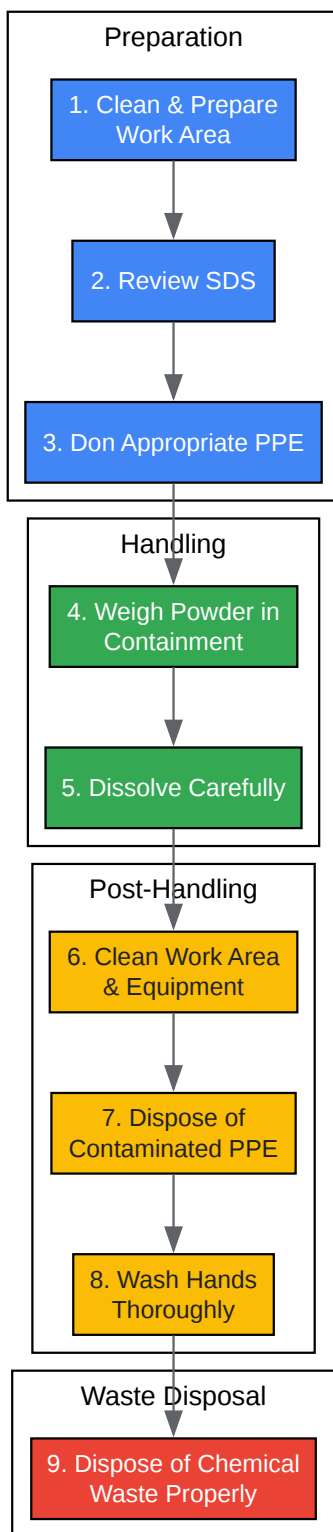 Preparation
1. Clean & Prepare
Work Area
2. Review SDS
3. Don Appropriate PPE
Handling
4. Weigh Powder in
Containment
5. Dissolve Carefully
Post-Handling
6. Clean Work Area
& Equipment
7. Dispose of
Contaminated PPE
8. Wash Hands
Thoroughly
Waste Disposal
9. Dispose of Chemical
Waste Properly